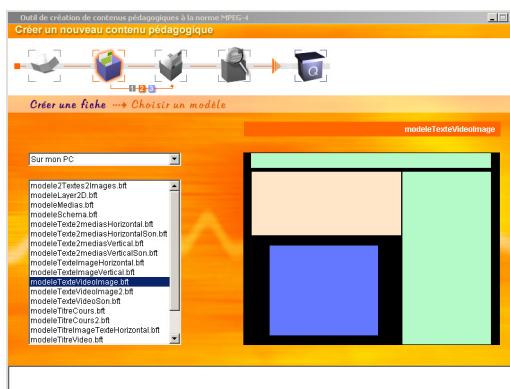 Outil de création de contenus pédagogiques à la norme MPEG-4
Créer un nouveau contenu pédagogique
1 2 3
Q
Créer une fiche ···→ Choisir un modèle
modeleTexteVideoImage
Sur mon PC
modele2Textes2Images.bft
modeleLayer2D.bft
modeleMedias.bft
modeleSchema.bft
modeleTexte2mediasHorizontal.bft
modeleTexte2mediasHorizontalSon.bft
modeleTexte2mediasVertical.bft
modeleTexte2mediasVerticalSon.bft
modeleTexteImageHorizontal.bft
modeleTexteImageVertical.bft
modeleTexteVideoImage.bft
modeleTexteVideoImage2.bft
modeleTexteVideoSon.bft
modeleTitreCours.bft
modeleTitreCours2.bft
modeleTitreImageTexteHorizontal.bft
modeleTitreVideo.bft